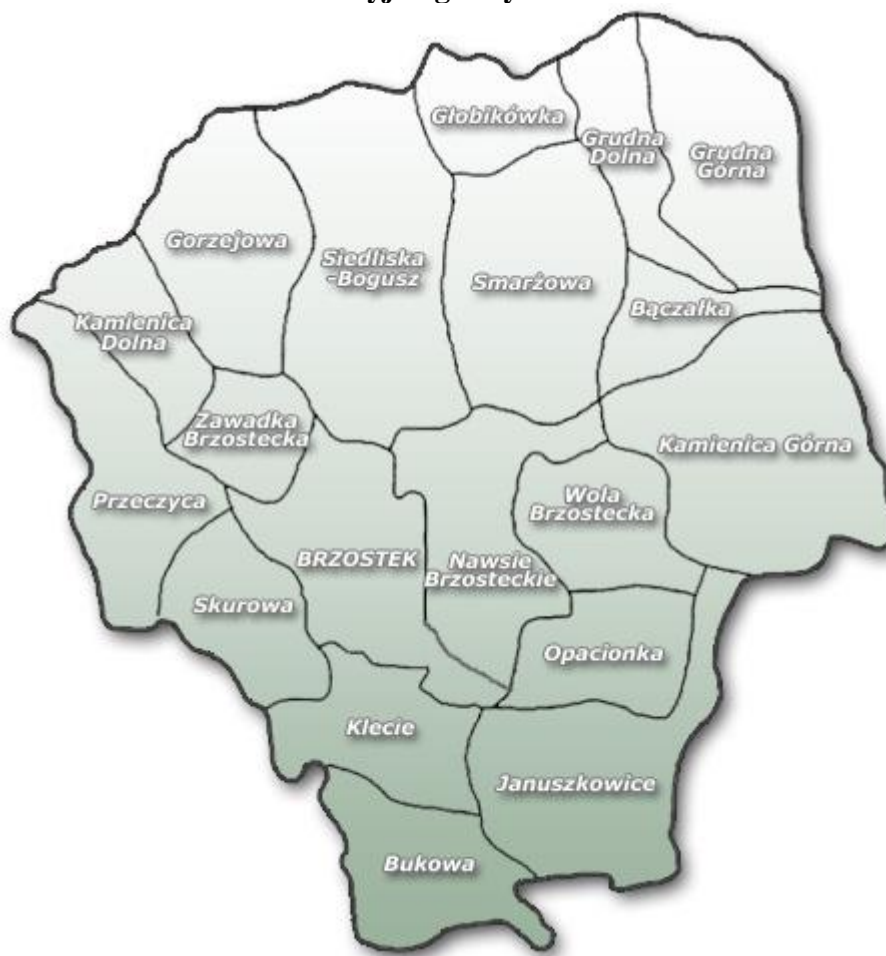 Głobikówka
Grudna
Dolna
Grudna
Górna
Gorzejowa
Siedliska
-Bogusz
Smarżowa
Bączałka
Kamienica
Dolna
Zawadka
Brzostecka
Kamienica Górna
Przeczyca
Wola
Brzostecka
BRZOSTEK
Nawsie
Brzosteckie
Skurowa
Opacionka
Klecie
Januszkowice
Bukowa